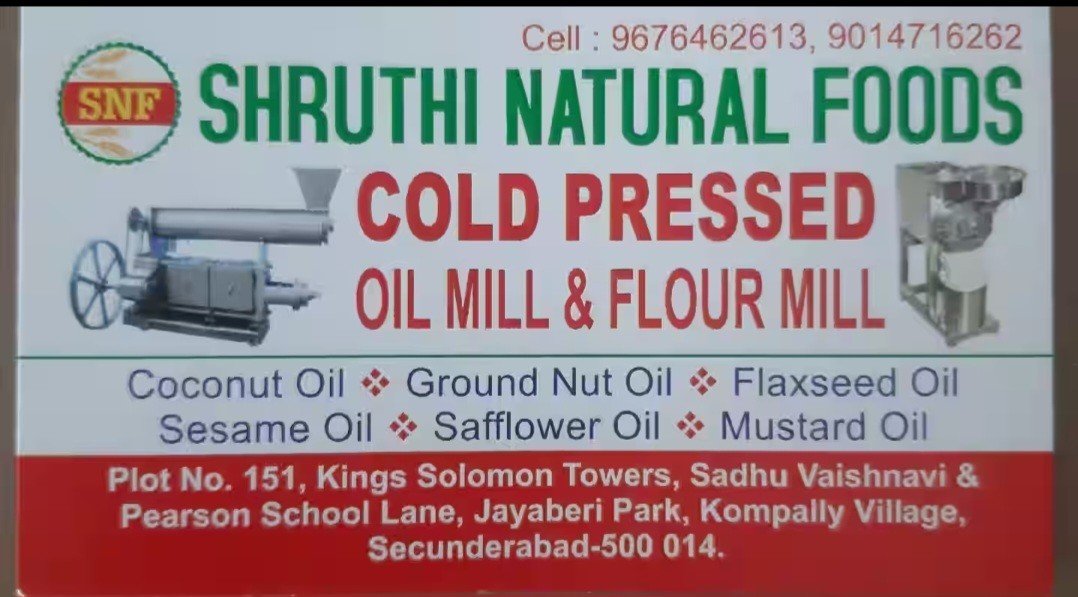 Cell : 9676462613, 9014716262
SNF
SHRUTHI NATURAL FOODS
COLD PRESSED
OIL MILL & FLOUR MILL
Coconut Oil ❖ Ground Nut Oil ❖ Flaxseed Oil
Sesame Oil ❖ Safflower Oil ❖ Mustard Oil
Plot No. 151, Kings Solomon Towers, Sadhu Vaishnavi &
Pearson School Lane, Jayaberi Park, Kompally Village,
Secunderabad-500 014.